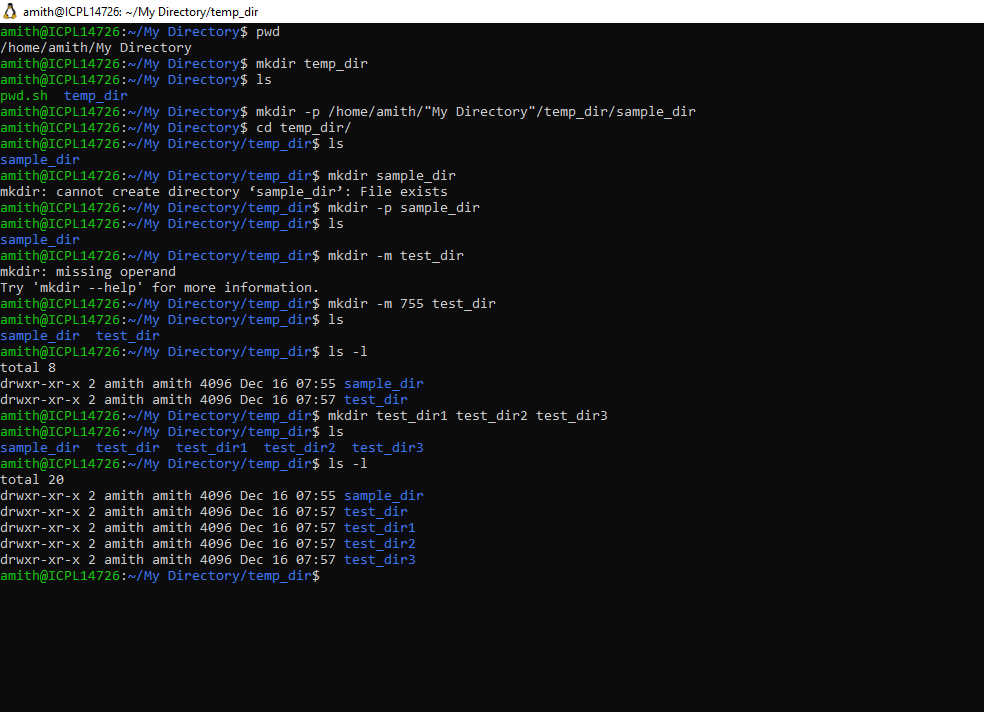 amith@ICPL14726: ~/My Directory/temp_dir
amith@ICPL14726:~/My Directory$ pwd
/home/amith/My Directory
amith@ICPL14726:~/My Directory$ mkdir temp_dir
amith@ICPL14726:~/My Directory$ ls
pwd.sh  temp_dir
amith@ICPL14726:~/My Directory$ mkdir -p /home/amith/"My Directory"/temp_dir/sample_dir
amith@ICPL14726:~/My Directory$ cd temp_dir/
amith@ICPL14726:~/My Directory/temp_dir$ ls
sample_dir
amith@ICPL14726:~/My Directory/temp_dir$ mkdir sample_dir
mkdir: cannot create directory ‘sample_dir’: File exists
amith@ICPL14726:~/My Directory/temp_dir$ mkdir -p sample_dir
amith@ICPL14726:~/My Directory/temp_dir$ ls
sample_dir
amith@ICPL14726:~/My Directory/temp_dir$ mkdir -m test_dir
mkdir: missing operand
Try 'mkdir --help' for more information.
amith@ICPL14726:~/My Directory/temp_dir$ mkdir -m 755 test_dir
amith@ICPL14726:~/My Directory/temp_dir$ ls
sample_dir  test_dir
amith@ICPL14726:~/My Directory/temp_dir$ ls -l
total 8
drwxr-xr-x 2 amith amith 4096 Dec 16 07:55 sample_dir
drwxr-xr-x 2 amith amith 4096 Dec 16 07:57 test_dir
amith@ICPL14726:~/My Directory/temp_dir$ mkdir test_dir1 test_dir2 test_dir3
amith@ICPL14726:~/My Directory/temp_dir$ ls
sample_dir  test_dir  test_dir1  test_dir2  test_dir3
amith@ICPL14726:~/My Directory/temp_dir$ ls -l
total 20
drwxr-xr-x 2 amith amith 4096 Dec 16 07:55 sample_dir
drwxr-xr-x 2 amith amith 4096 Dec 16 07:57 test_dir
drwxr-xr-x 2 amith amith 4096 Dec 16 07:57 test_dir1
drwxr-xr-x 2 amith amith 4096 Dec 16 07:57 test_dir2
drwxr-xr-x 2 amith amith 4096 Dec 16 07:57 test_dir3
amith@ICPL14726:~/My Directory/temp_dir$